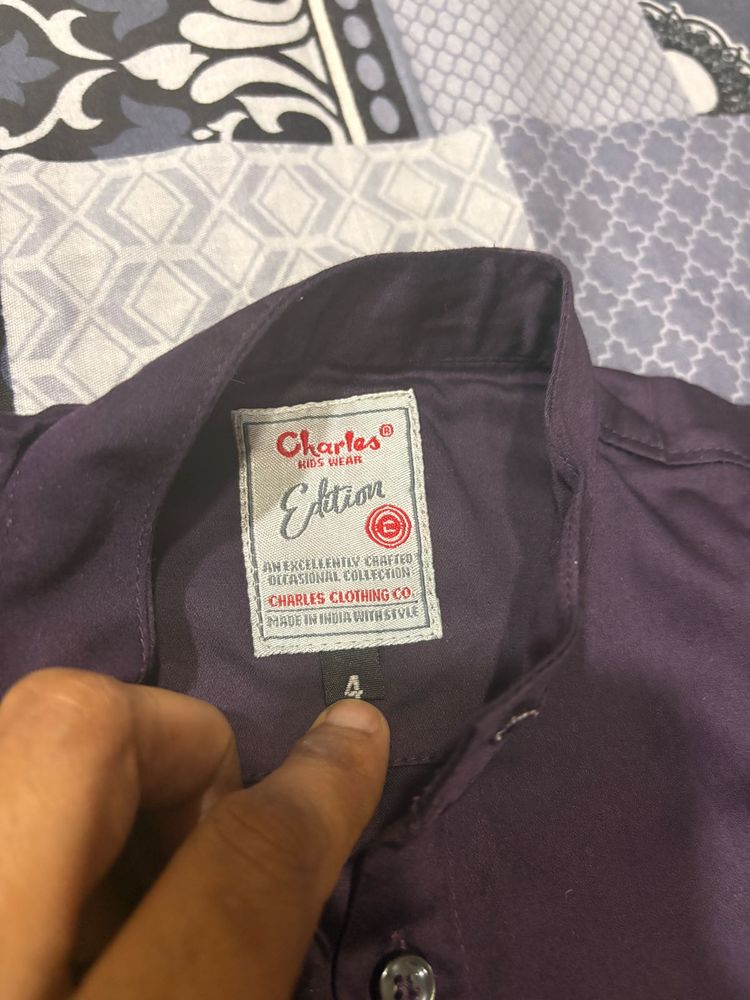 Charles®
KIDS WEAR
Edition
AN EXCELLENTLY CRAFTED
OCCASIONAL COLLECTION
CHARLES CLOTHING CO.
MADE IN INDIA WITH STYLE
4